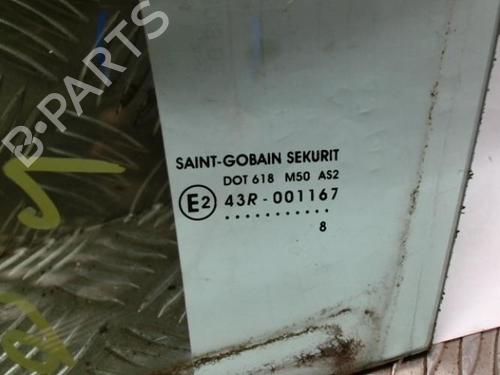 B-PARTS
SAINT-GOBAIN SEKURIT
DOT 618 M50 AS2
E2 43R-001167
...........
8